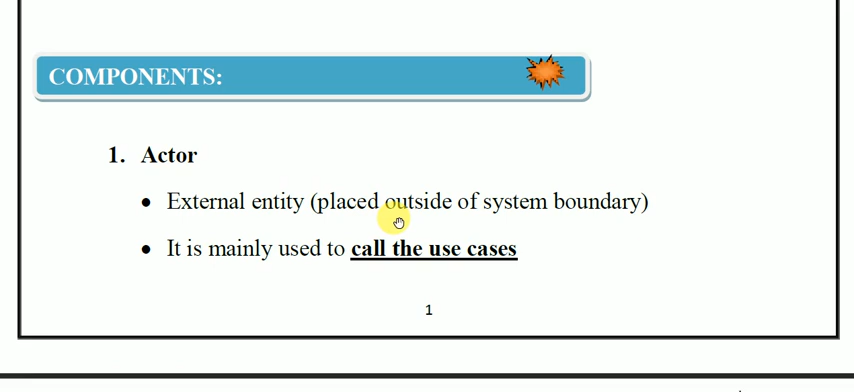 COMPONENTS:
1. Actor
• External entity (placed outside of system boundary)
• It is mainly used to call the use cases
1